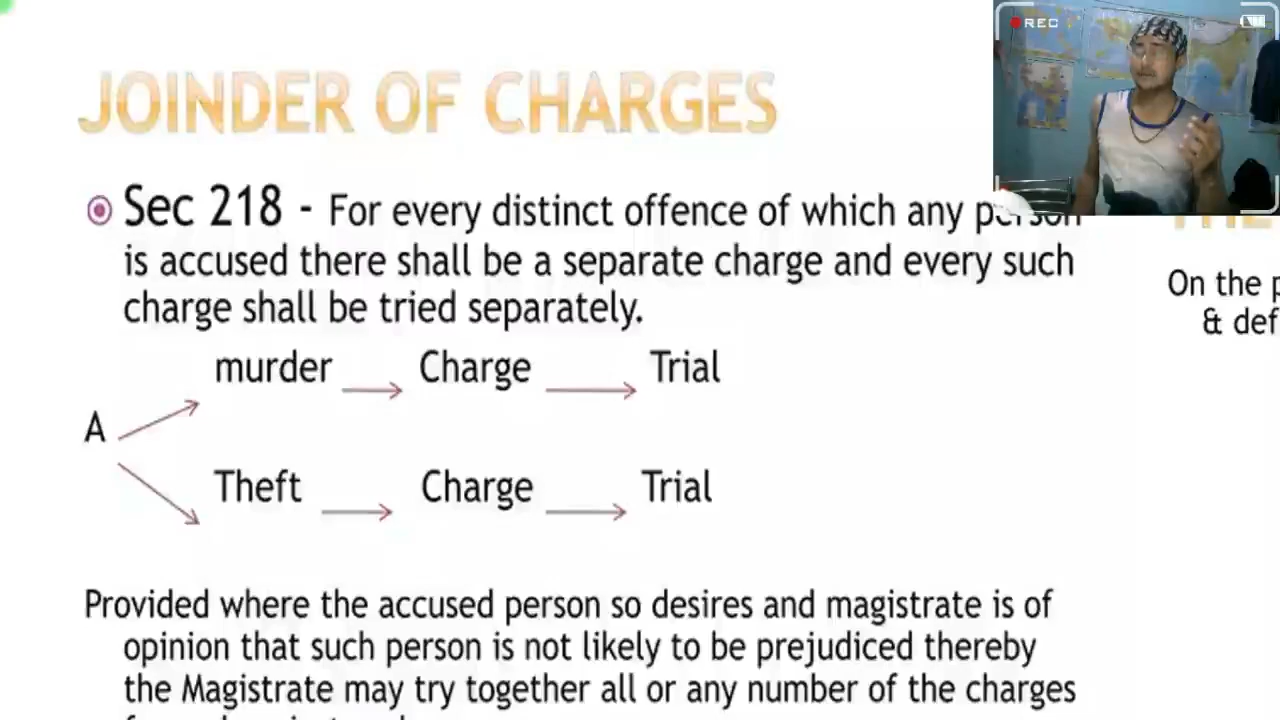 REC
JOINDER OF CHARGES
Sec 218 - For every distinct offence of which any person
is accused there shall be a separate charge and every such
charge shall be tried separately.
murder Charge Trial
A
Theft Charge Trial
Provided where the accused person so desires and magistrate is of
opinion that such person is not likely to be prejudiced thereby
the Magistrate may try together all or any number of the charges
THE
On the
& def